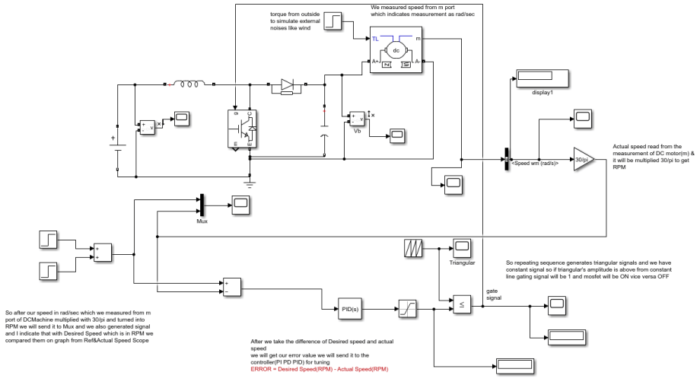 We measured speed from m port
which indicates measurement as rad/sec
torque from outside
to simulate external
noises like wind
TL
m
dc
A+
A-
display1
Vb
<Speed wm (rad/s)>
30/pi
Actual speed read from the
measurement of DC motor(m) &
it will be multiplied 30/pi to get
RPM
Mux
Triangular
So repeating sequence generates triangular signals and we have
constant signal so if triangular's amplitude is above from constant
line gating signal will be 1 and mosfet will be ON vice versa OFF
gate
signal
PID(s)
≤
So after our speed in rad/sec which we measured from m
port of DCMachine multiplied with 30/pi and turned into
RPM we will send it to Mux and we also generated signal
and I indicate that with Desired Speed which is in RPM we
compared them on graph from Ref&Actual Speed Scope
After we take the difference of Desired speed and actual
speed
we will get our error value we will send it to the
controller(PI PD PID) for tuning
ERROR = Desired Speed(RPM) - Actual Speed(RPM)